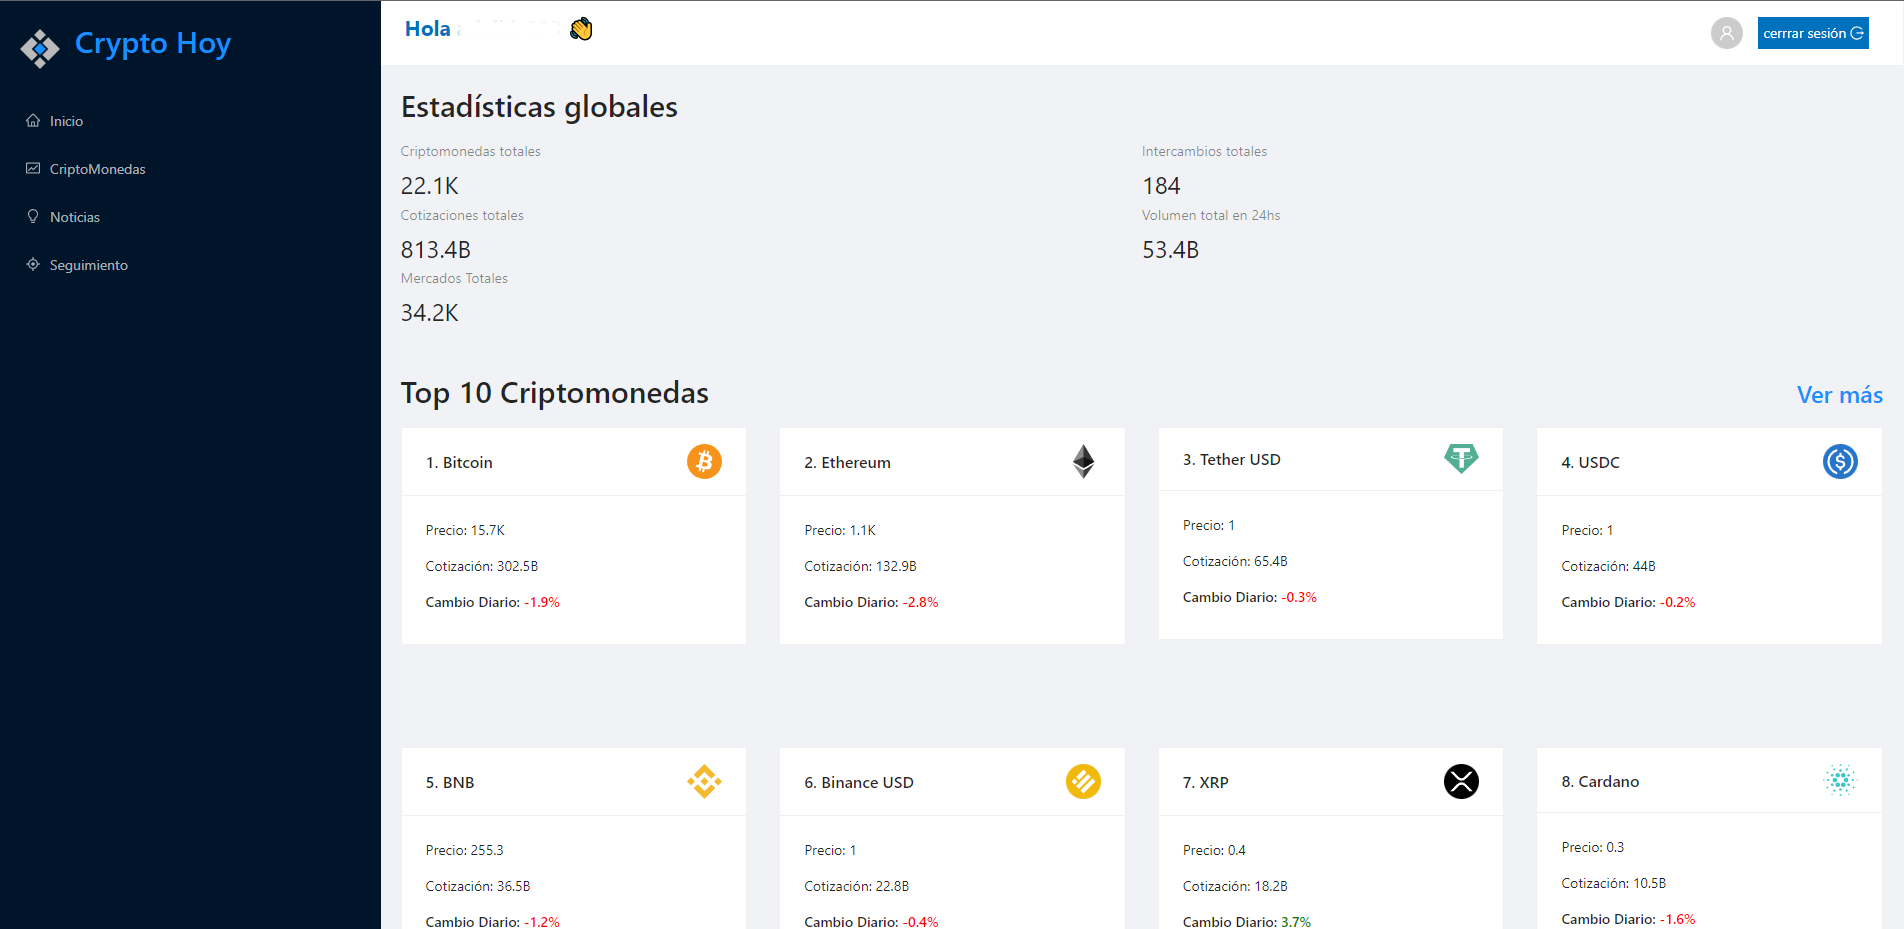 Crypto Hoy
Inicio
CriptoMonedas
Noticias
Seguimiento
Hola
cerrrar sesión
Estadísticas globales
Criptomonedas totales
22.1K
Intercambios totales
184
Cotizaciones totales
813.4B
Volumen total en 24hs
53.4B
Mercados Totales
34.2K
Top 10 Criptomonedas
Ver más
1. Bitcoin
Precio: 15.7K
Cotización: 302.5B
Cambio Diario: -1.9%
2. Ethereum
Precio: 1.1K
Cotización: 132.9B
Cambio Diario: -2.8%
3. Tether USD
Precio: 1
Cotización: 65.4B
Cambio Diario: -0.3%
4. USDC
Precio: 1
Cotización: 44B
Cambio Diario: -0.2%
5. BNB
Precio: 255.3
Cotización: 36.5B
Cambio Diario: -1.2%
6. Binance USD
Precio: 1
Cotización: 22.8B
Cambio Diario: -0.4%
7. XRP
Precio: 0.4
Cotización: 18.2B
Cambio Diario: 3.7%
8. Cardano
Precio: 0.3
Cotización: 10.5B
Cambio Diario: -1.6%